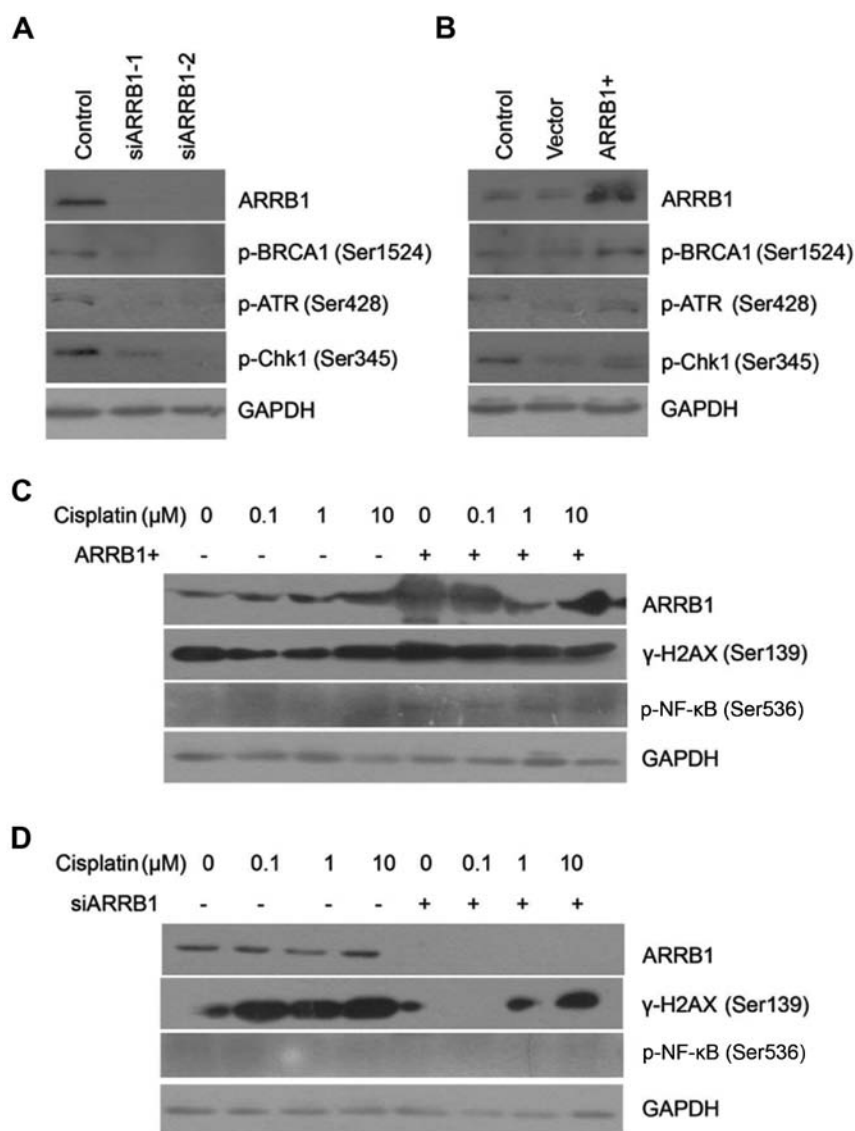 A
Control
siARRB1-1
siARRB1-2
ARRB1
p-BRCA1 (Ser1524)
p-ATR (Ser428)
p-Chk1 (Ser345)
GAPDH
B
Control
Vector
ARRB1+
ARRB1
p-BRCA1 (Ser1524)
p-ATR (Ser428)
p-Chk1 (Ser345)
GAPDH
C
Cisplatin (μM) 0 0.1 1 10 0 0.1 1 10
ARRB1+ - - - - + + + +
ARRB1
γ-H2AX (Ser139)
p-NF-κB (Ser536)
GAPDH
D
Cisplatin (μM) 0 0.1 1 10 0 0.1 1 10
siARRB1 - - - - + + + +
ARRB1
γ-H2AX (Ser139)
p-NF-κB (Ser536)
GAPDH